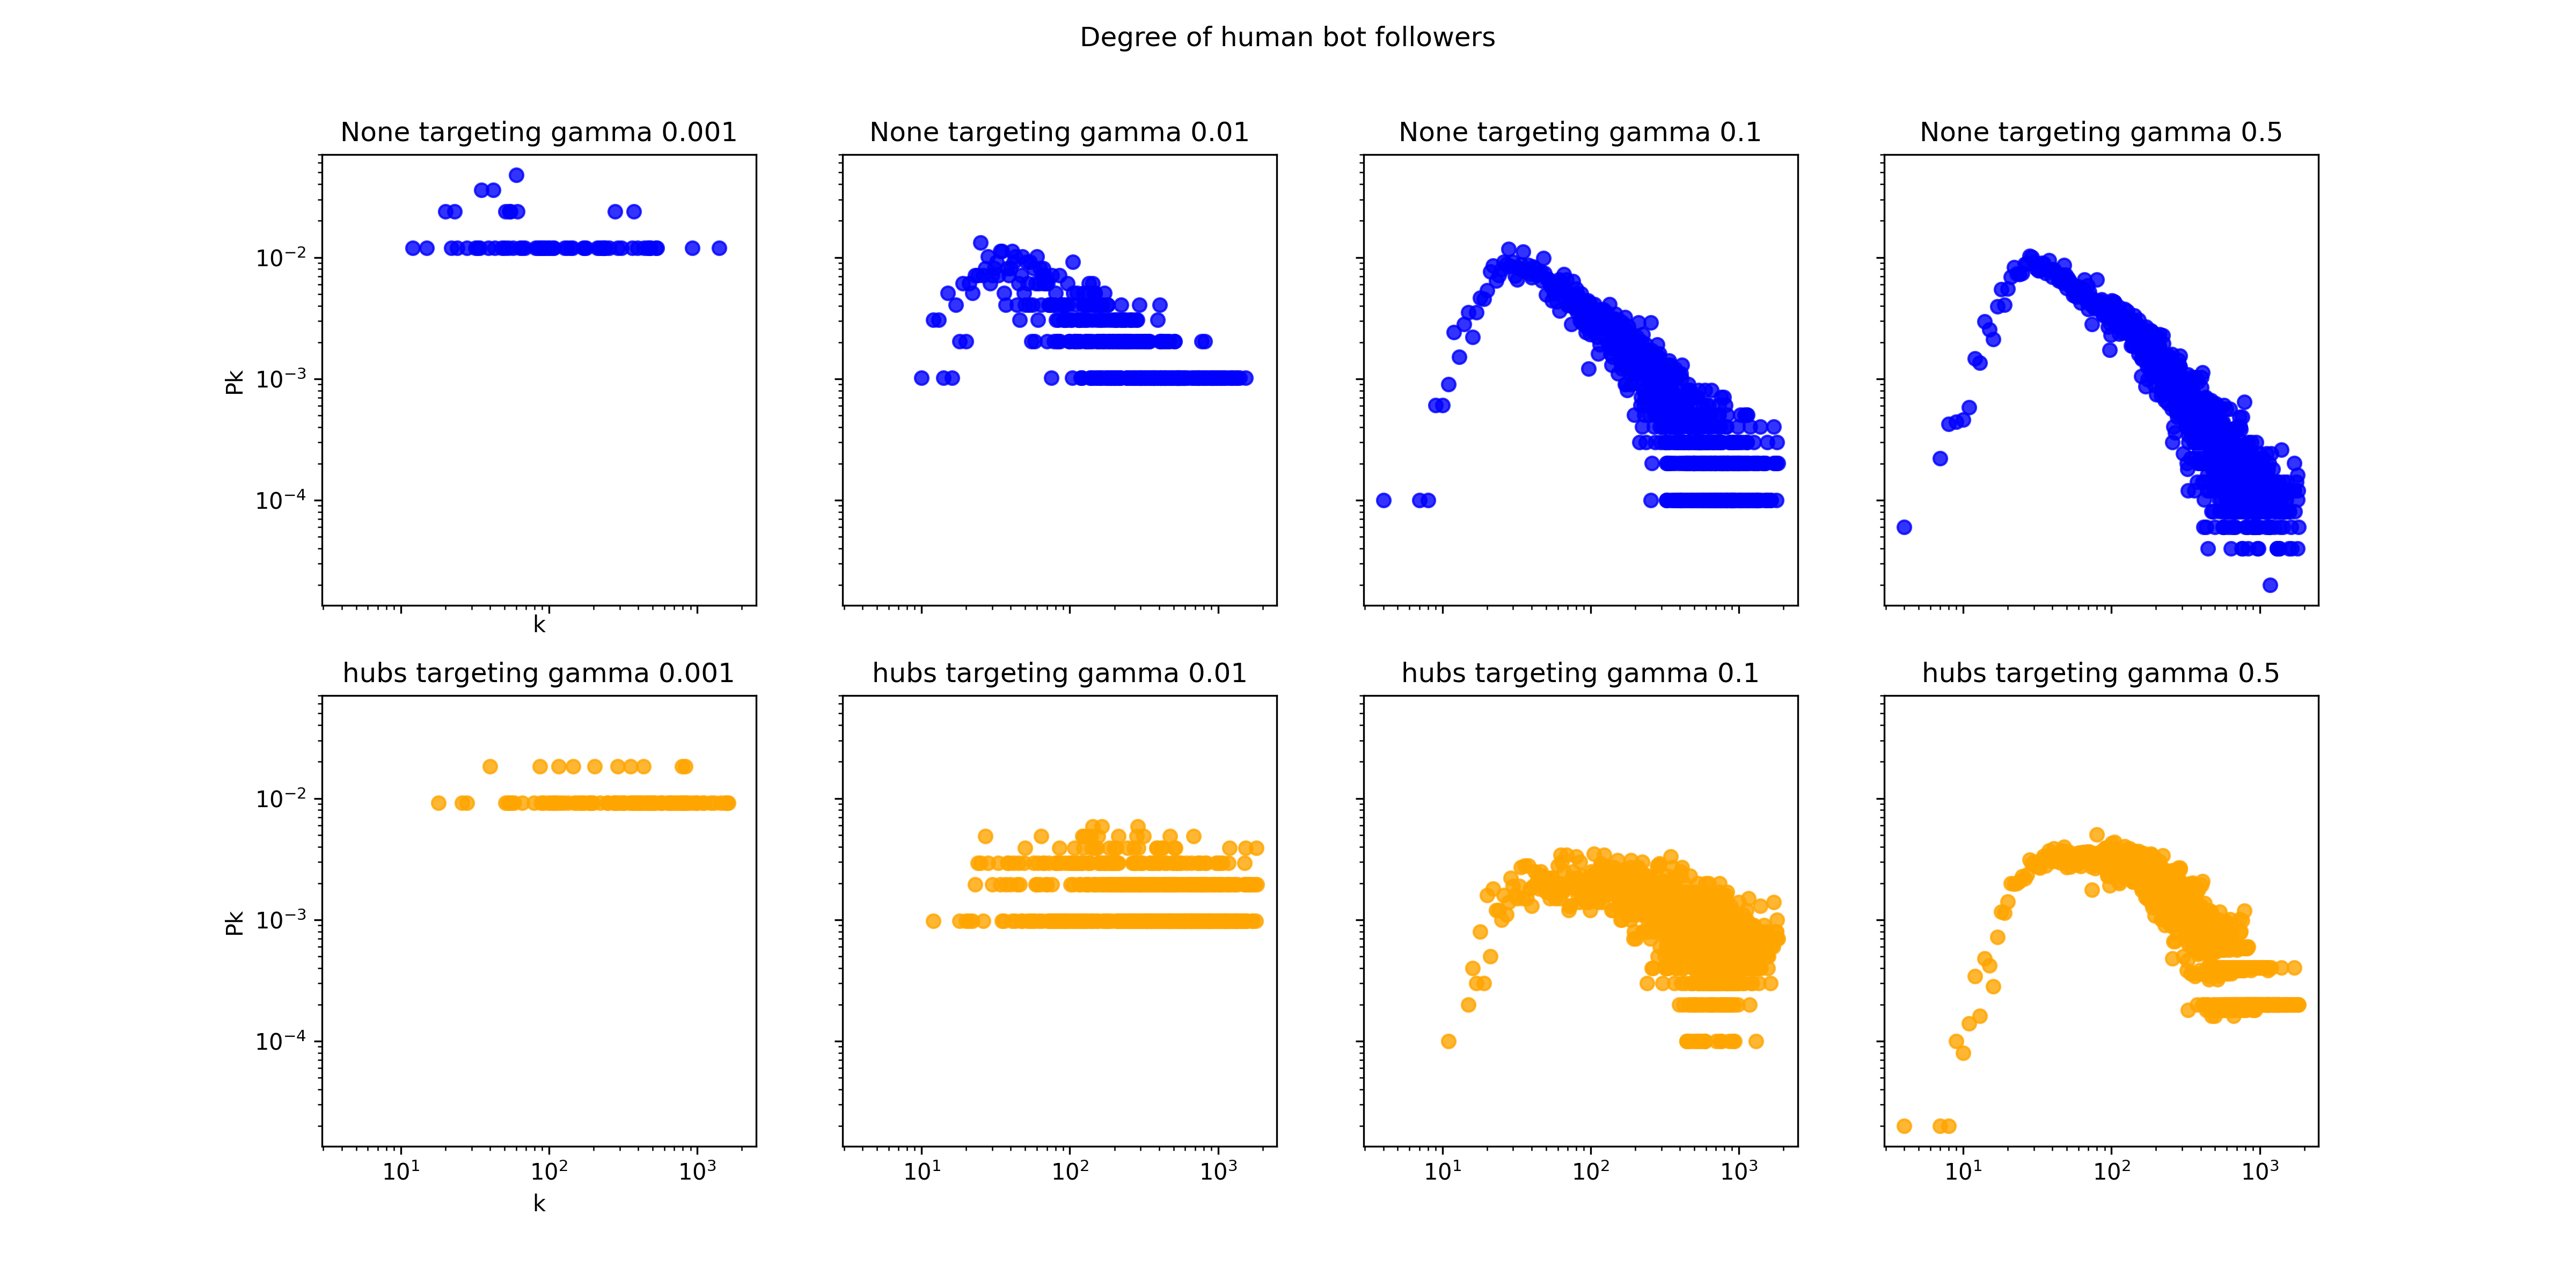 Degree of human bot followers
None targeting gamma 0.001
None targeting gamma 0.01
None targeting gamma 0.1
None targeting gamma 0.5
10⁻²
10⁻³
10⁻⁴
Pk
k
hubs targeting gamma 0.001
hubs targeting gamma 0.01
hubs targeting gamma 0.1
hubs targeting gamma 0.5
10⁻²
10⁻³
10⁻⁴
Pk
10¹ 10² 10³
10¹ 10² 10³
10¹ 10² 10³
10¹ 10² 10³
k